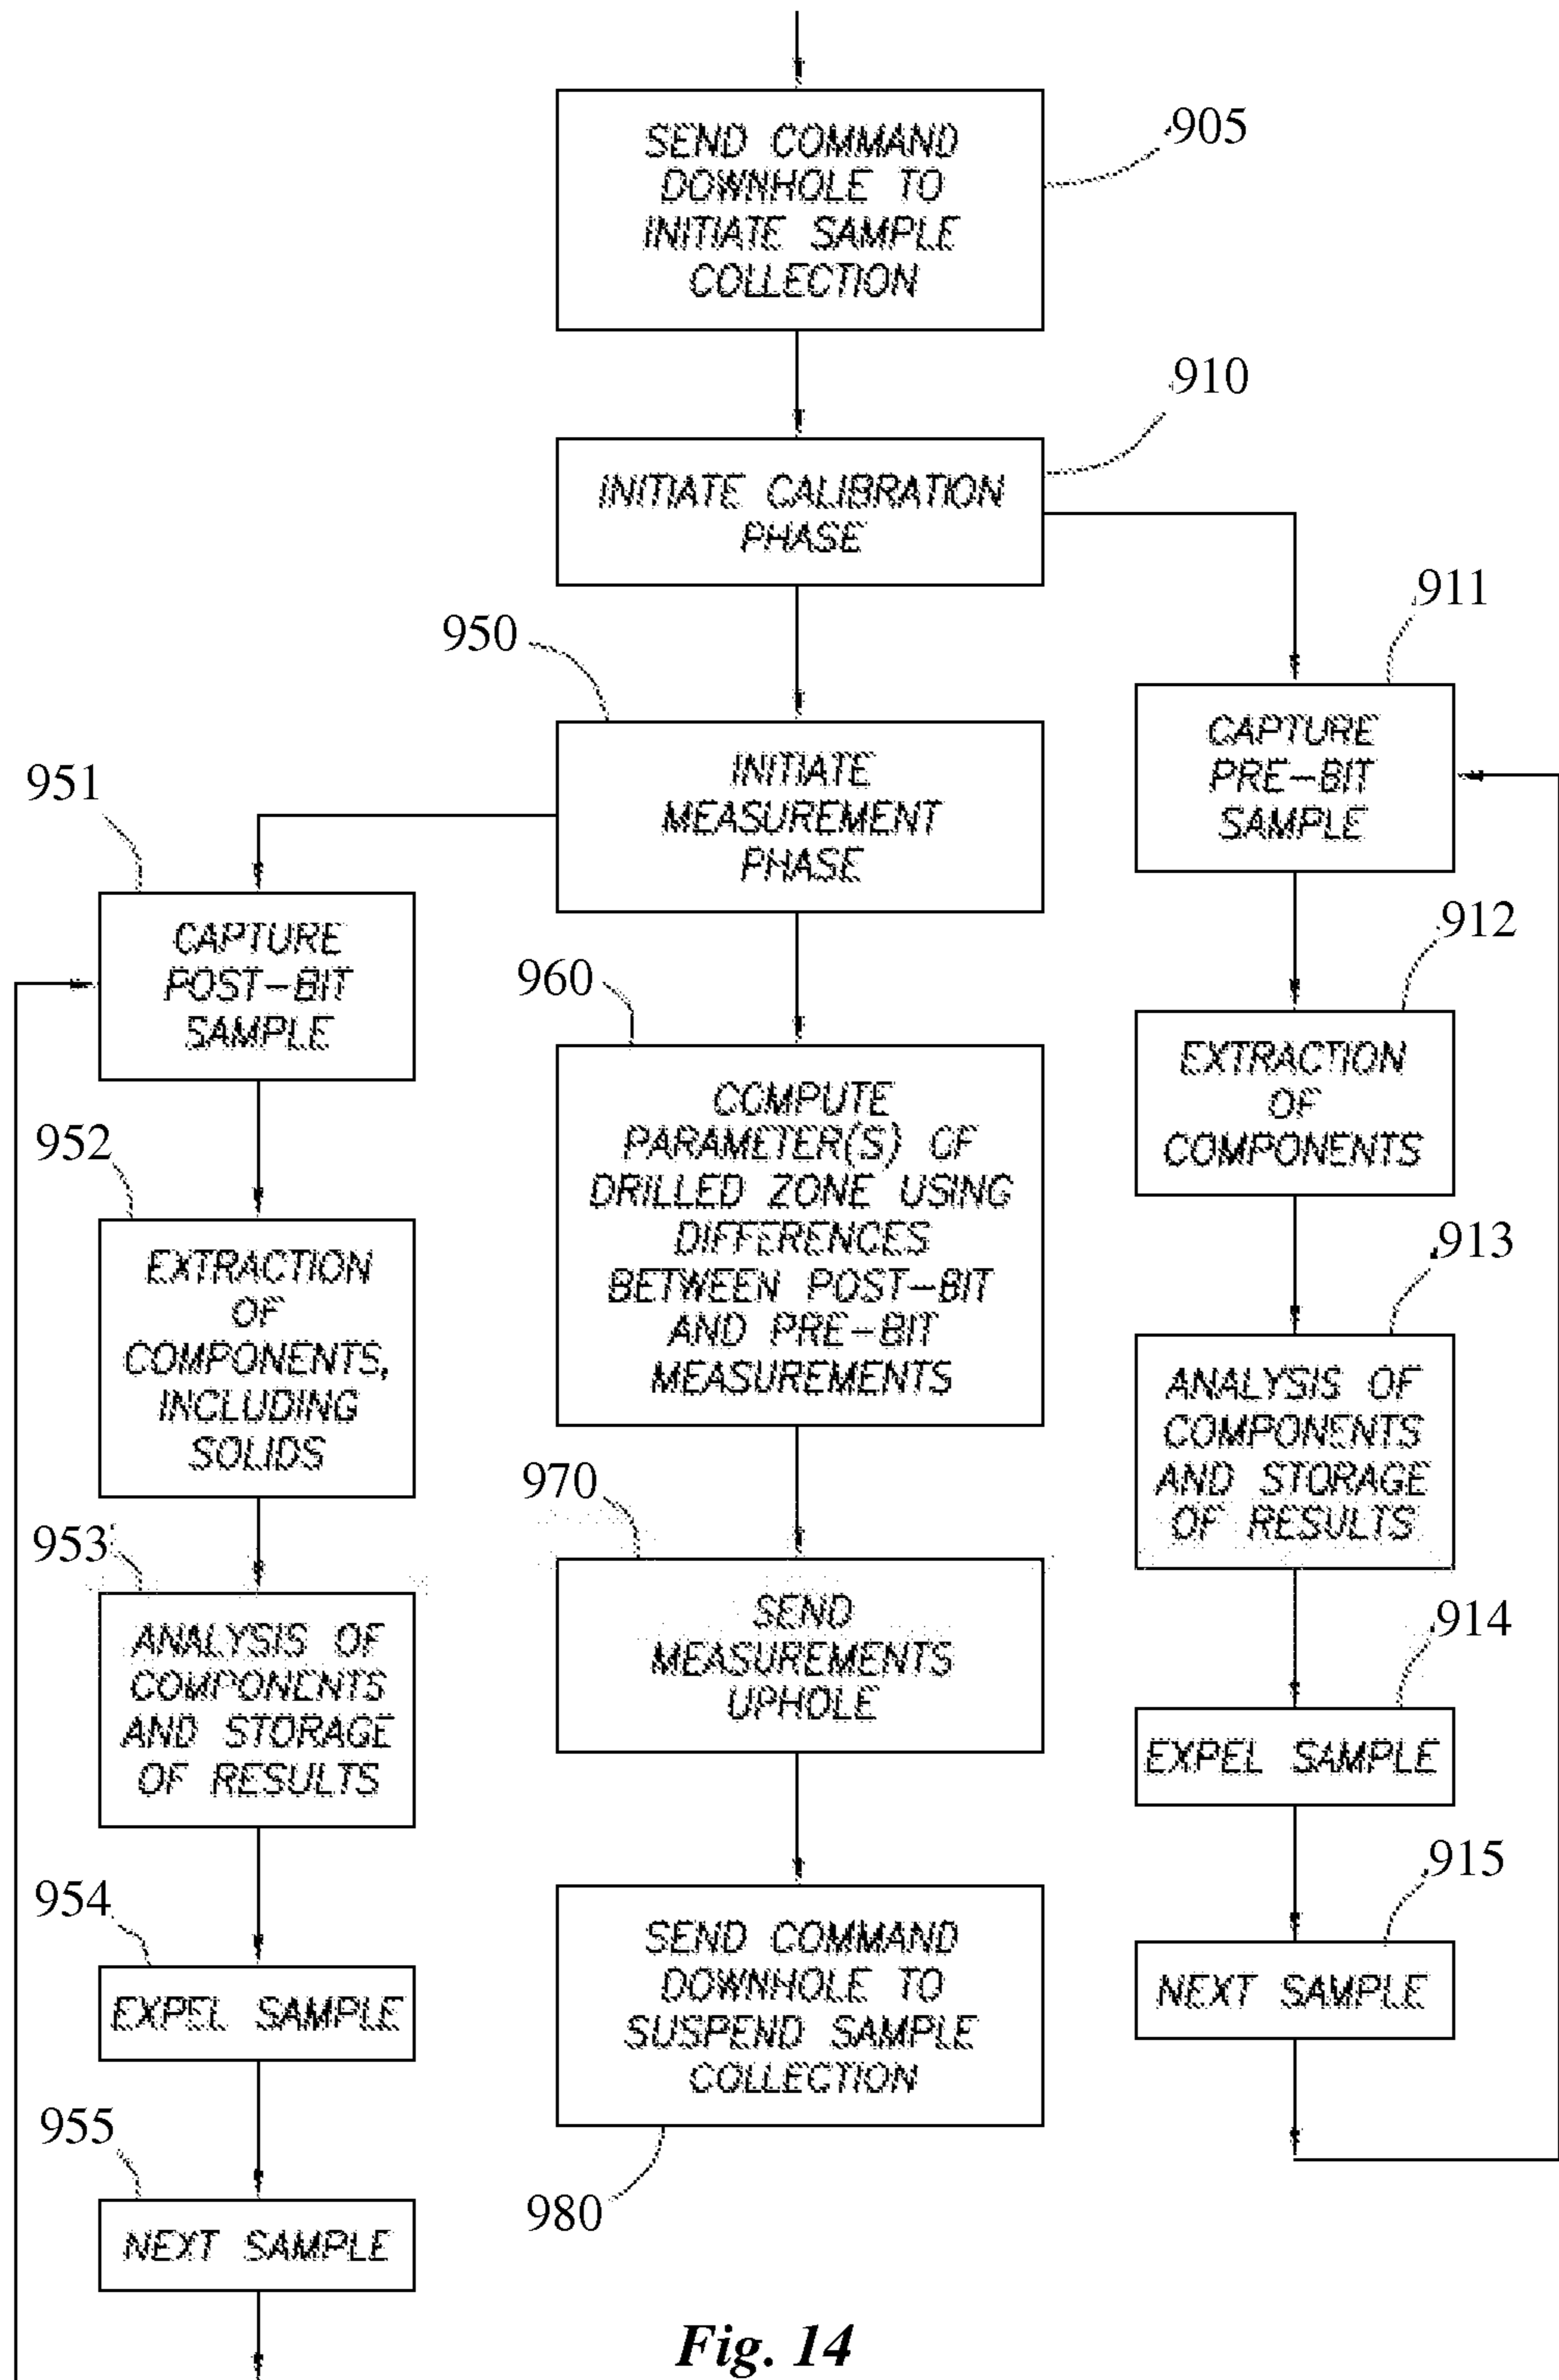 SEND COMMAND
DOWNHOLE TO
INITIATE SAMPLE
COLLECTION
905
INITIATE CALIBRATION
PHASE
910
950
INITIATE
MEASUREMENT
PHASE
911
CAPTURE
PRE-BIT
SAMPLE
951
CAPTURE
POST-BIT
SAMPLE
912
EXTRACTION
OF
COMPONENTS
960
COMPUTE
PARAMETER(S) OF
DRILLED ZONE USING
DIFFERENCES
BETWEEN POST-BIT
AND PRE-BIT
MEASUREMENTS
952
EXTRACTION
OF
COMPONENTS,
INCLUDING
SOLIDS
913
ANALYSIS OF
COMPONENTS
AND STORAGE
OF RESULTS
970
SEND
MEASUREMENTS
UPHOLE
953
ANALYSIS OF
COMPONENTS
AND STORAGE
OF RESULTS
914
EXPEL SAMPLE
915
NEXT SAMPLE
954
EXPEL SAMPLE
SEND COMMAND
DOWNHOLE TO
SUSPEND SAMPLE
COLLECTION
980
955
NEXT SAMPLE
Fig. 14